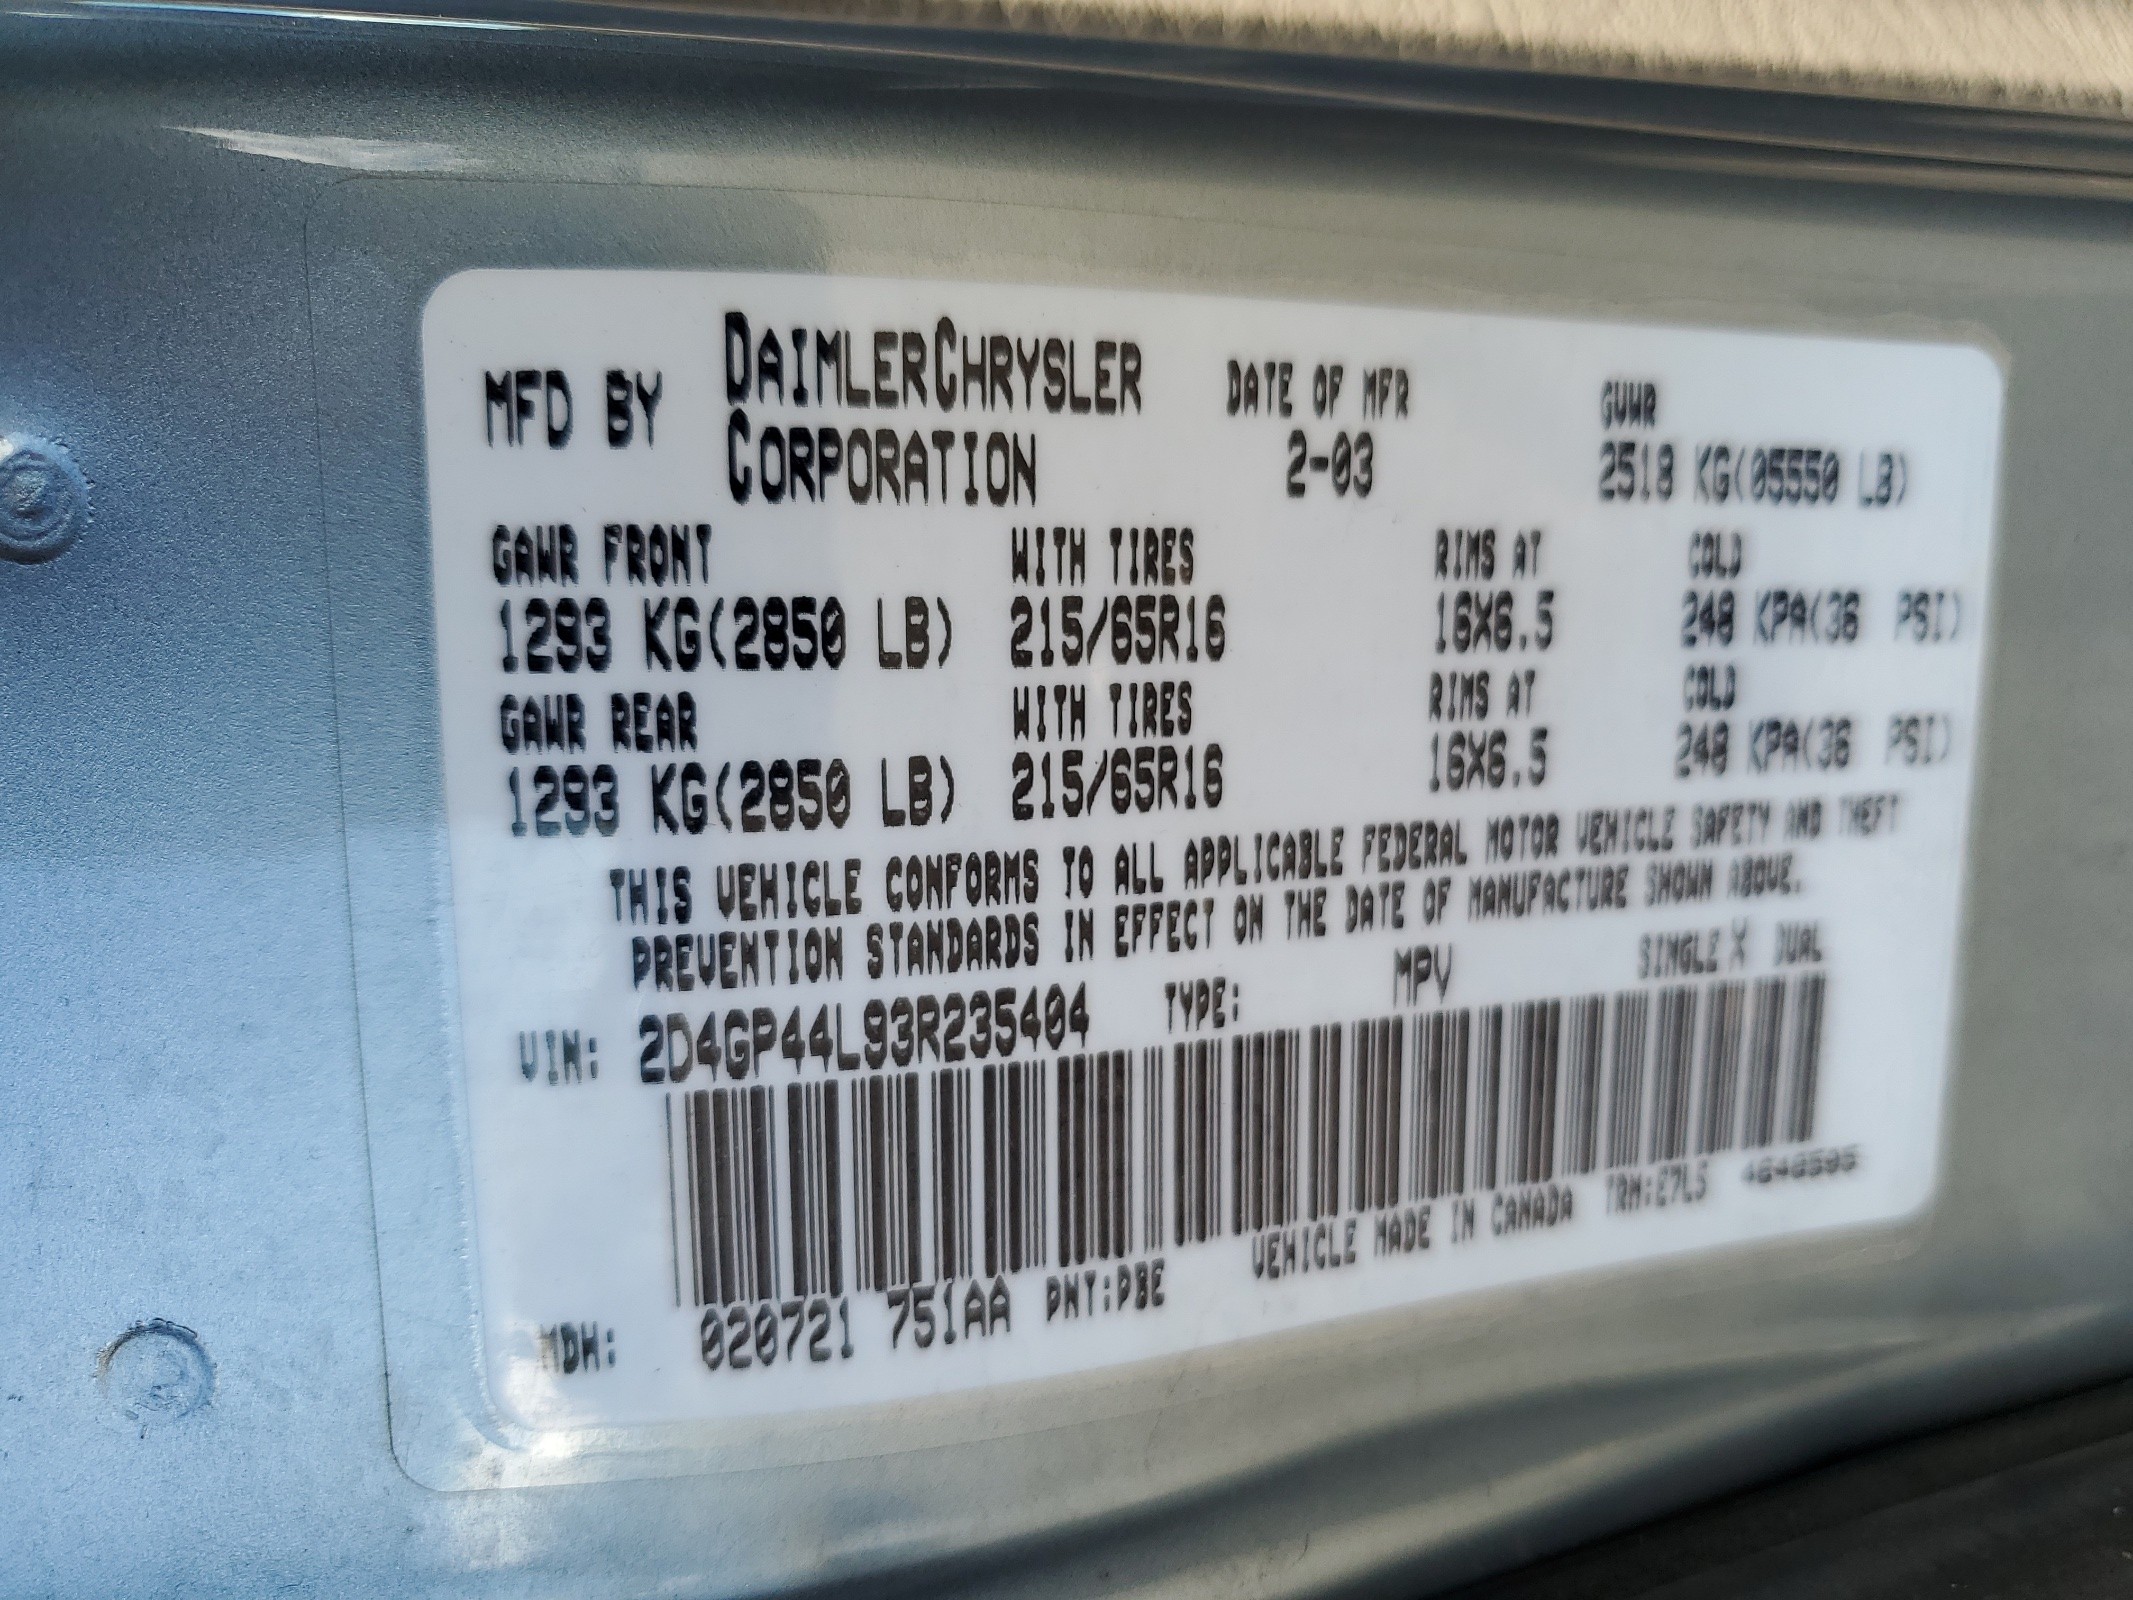 MFD BY DAIMLERCHRYSLER CORPORATION DATE OF MFR 2-03 GVWR 2518 KG(05550 LB)
GAWR FRONT WITH TIRES RIMS AT COLD
1293 KG(2850 LB) 215/65R16 16X6.5 248 KPA(36 PSI)
GAWR REAR WITH TIRES RIMS AT COLD
1293 KG(2850 LB) 215/65R16 16X6.5 248 KPA(36 PSI)
THIS VEHICLE CONFORMS TO ALL APPLICABLE FEDERAL MOTOR VEHICLE SAFETY AND THEFT
PREVENTION STANDARDS IN EFFECT ON THE DATE OF MANUFACTURE SHOWN ABOVE.
VIN: 2D4GP44L93R235404 TYPE: MPV SINGLE X DUAL
MDH: 020721 751AA PNT:PBE VEHICLE MADE IN CANADA TRM:E7L5